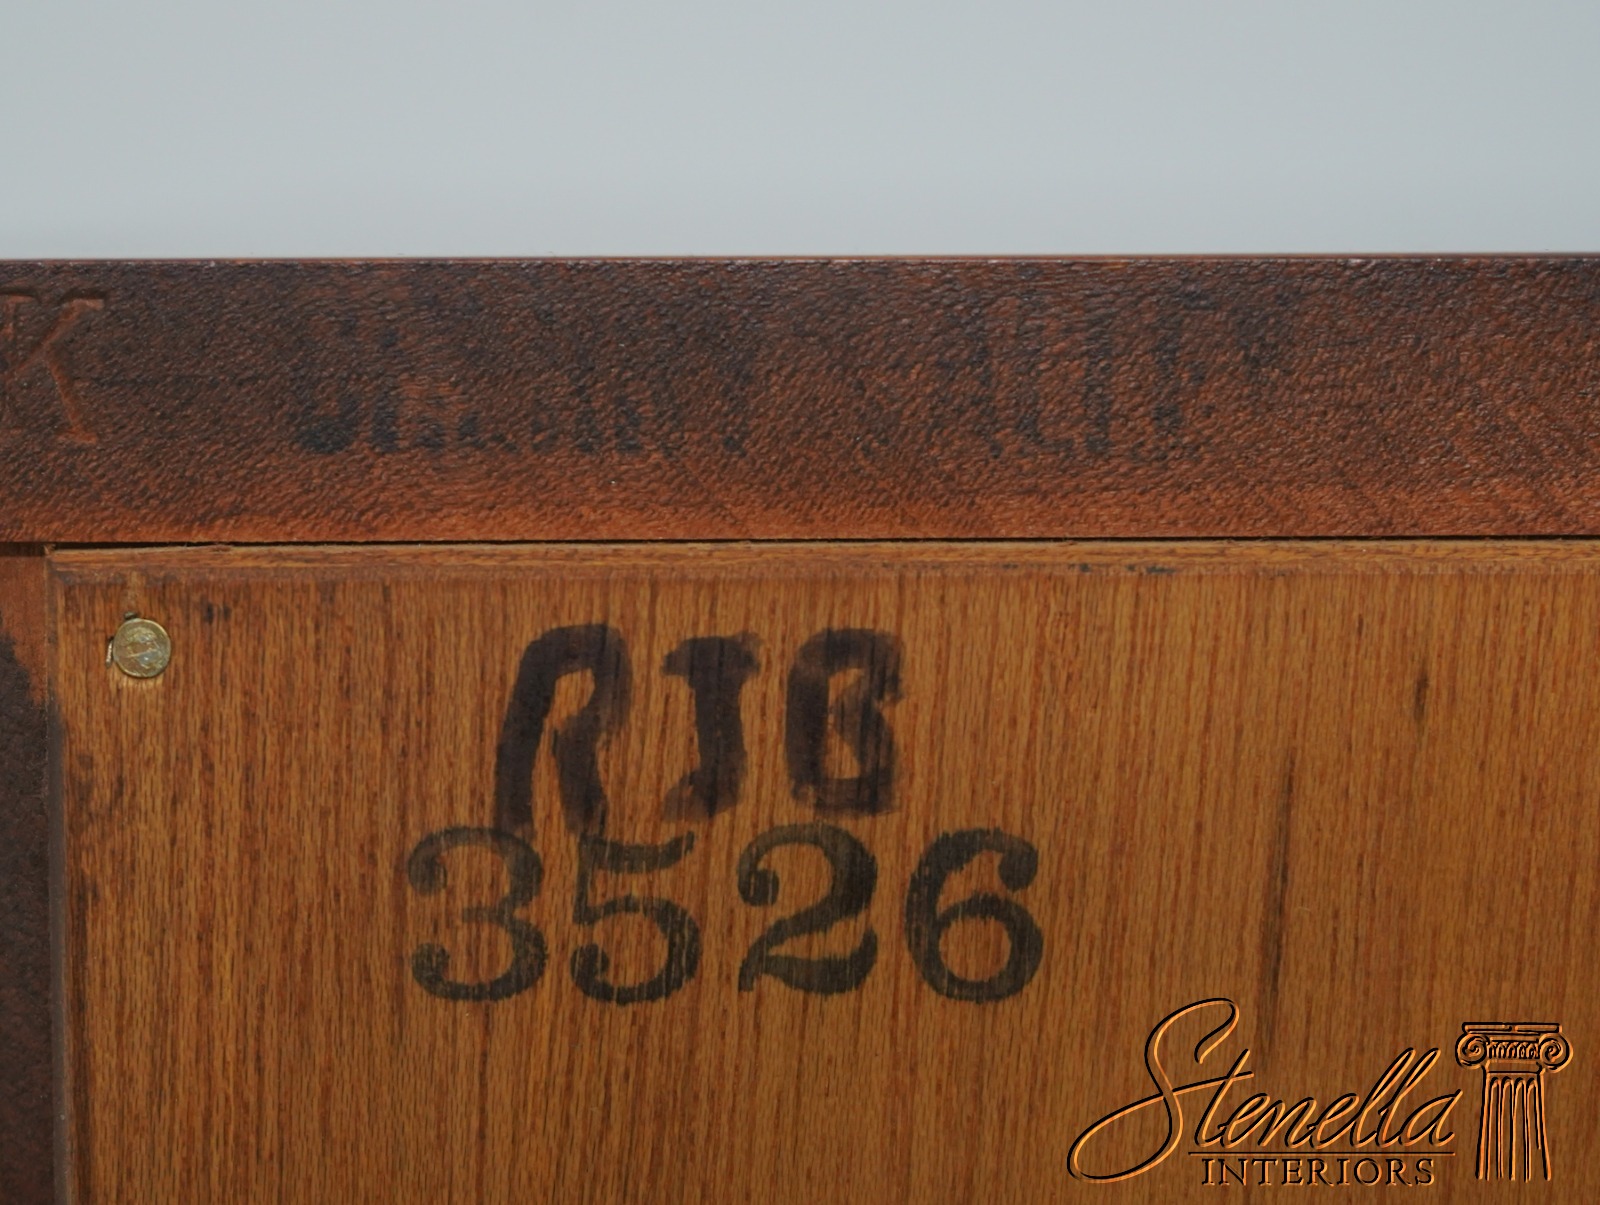 K
RJB
3526
Stenella
INTERIORS